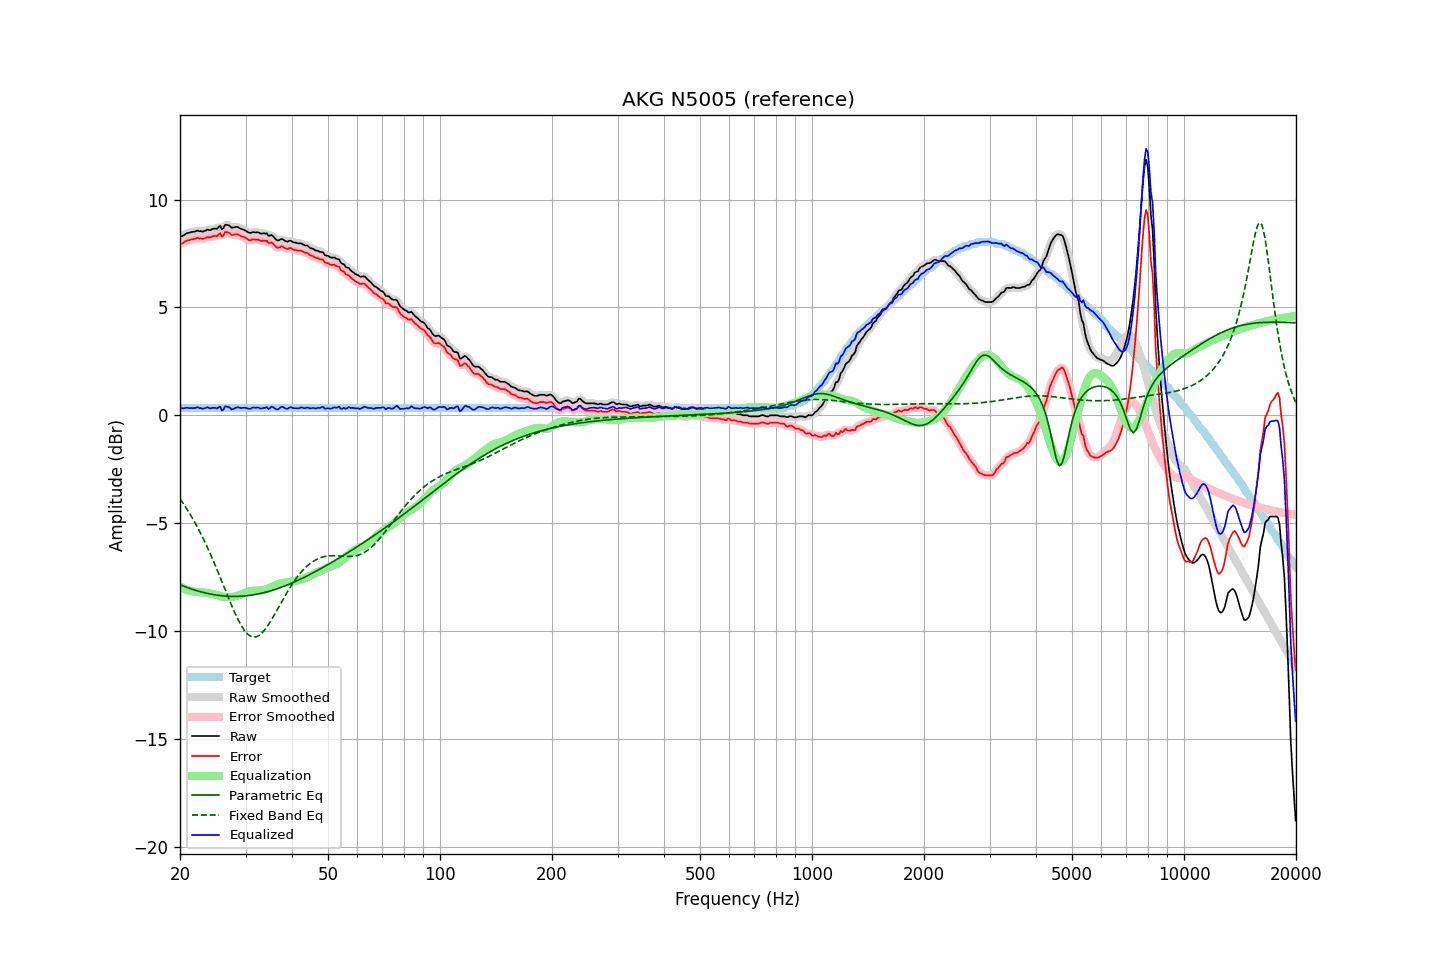 AKG N5005 (reference)
Amplitude (dBr)
10
5
0
−5
−10
−15
−20
Target
Raw Smoothed
Error Smoothed
Raw
Error
Equalization
Parametric Eq
Fixed Band Eq
Equalized
20 50 100 200 500 1000 2000 5000 10000 20000
Frequency (Hz)